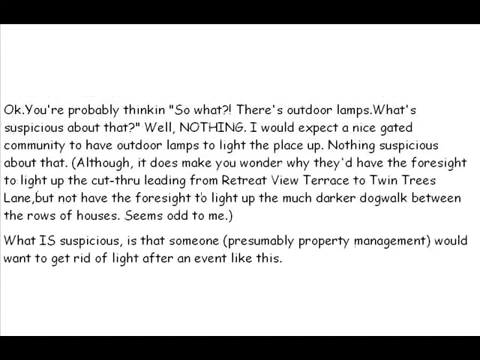 Ok.You're probably thinkin "So what?! There's outdoor lamps.What's
suspicious about that?" Well, NOTHING. I would expect a nice gated
community to have outdoor lamps to light the place up. Nothing suspicious
about that. (Although, it does make you wonder why they'd have the foresight
to light up the cut-thru leading from Retreat View Terrace to Twin Trees
Lane,but not have the foresight to light up the much darker dogwalk between
the rows of houses. Seems odd to me.)
What IS suspicious, is that someone (presumably property management) would
want to get rid of light after an event like this.